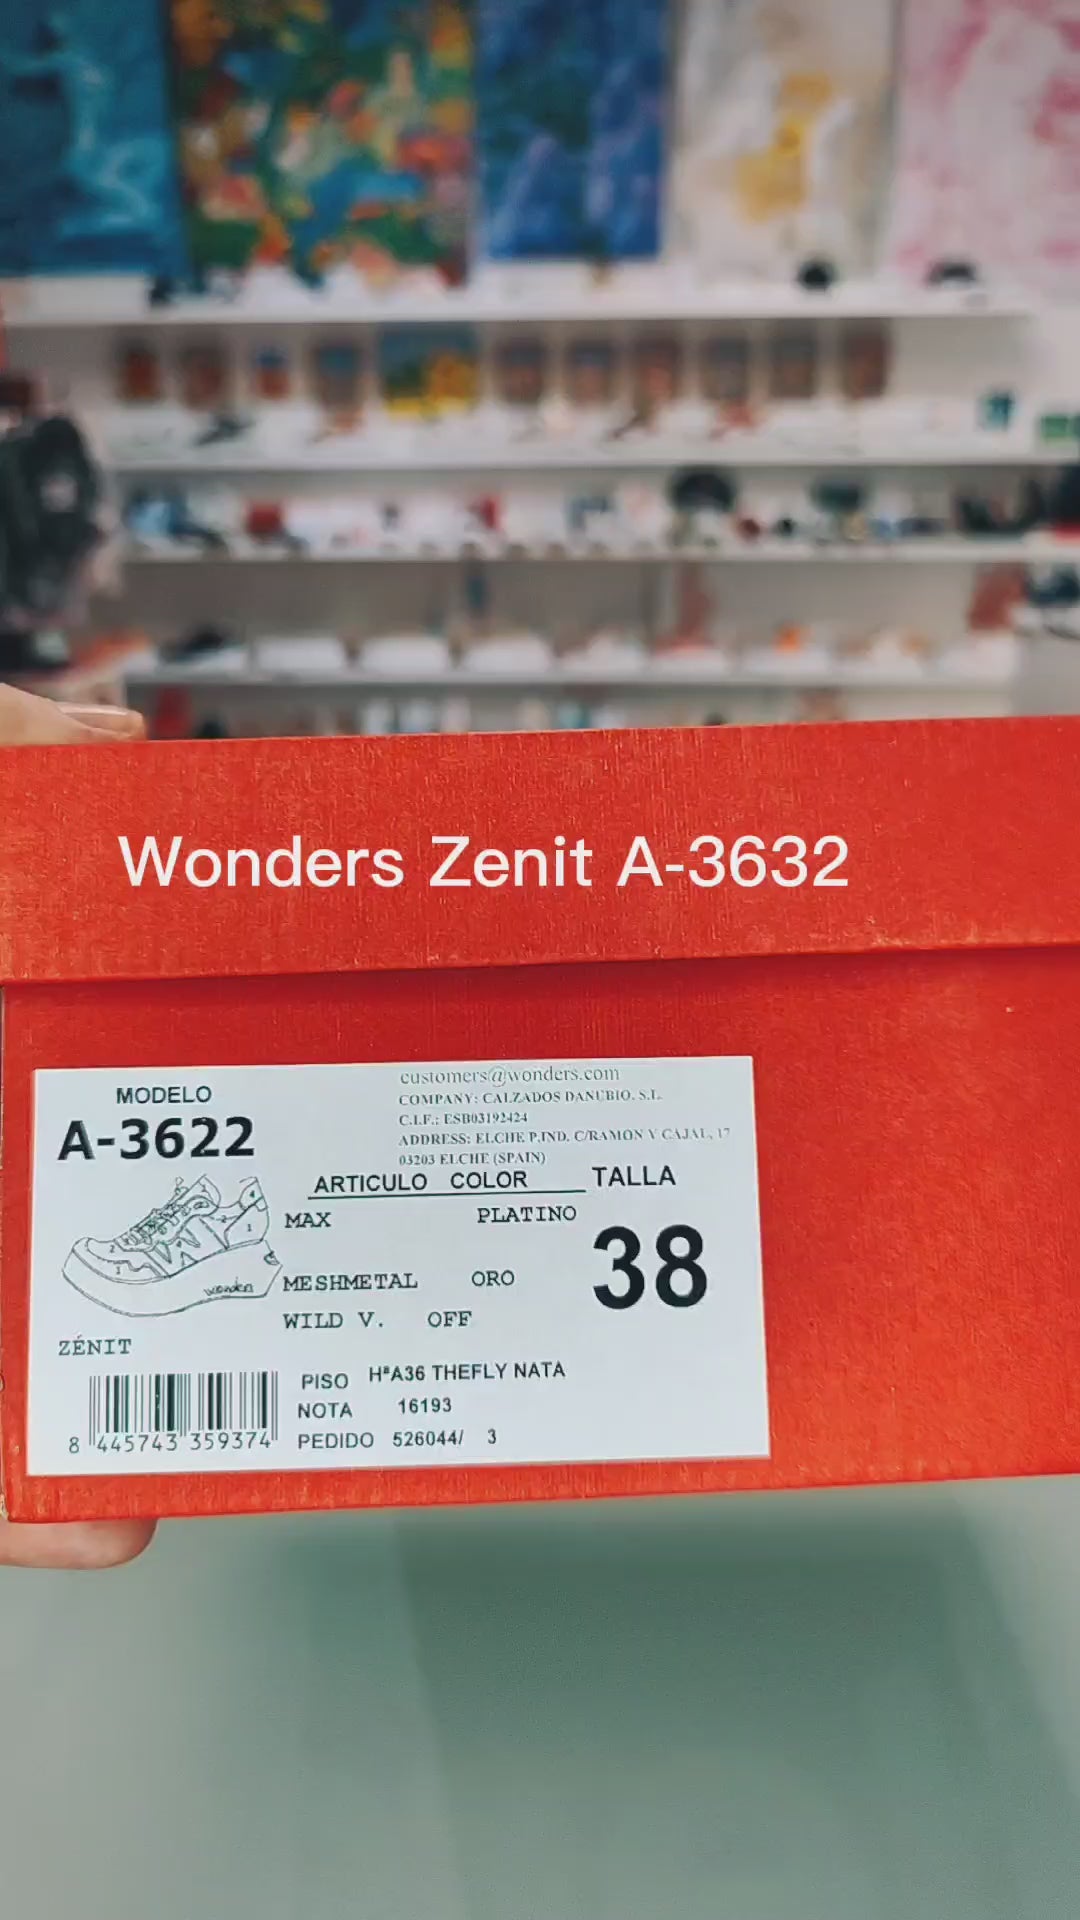 Wonders Zenit A-3632
customers@wonders.com
COMPANY: CALZADOS DANUBIO, S.L.
C.I.F.: ESB03192424
ADDRESS: ELCHE P.IND. C/RAMON Y CAJAL, 17
03203 ELCHE (SPAIN)
MODELO
A-3622
ARTICULO COLOR TALLA
MAX PLATINO
38
MESHMETAL ORO
WILD V. OFF
wonders
ZÉNIT
PISO HªA36 THEFLY NATA
NOTA 16193
PEDIDO 526044/ 3
8 445743 359374